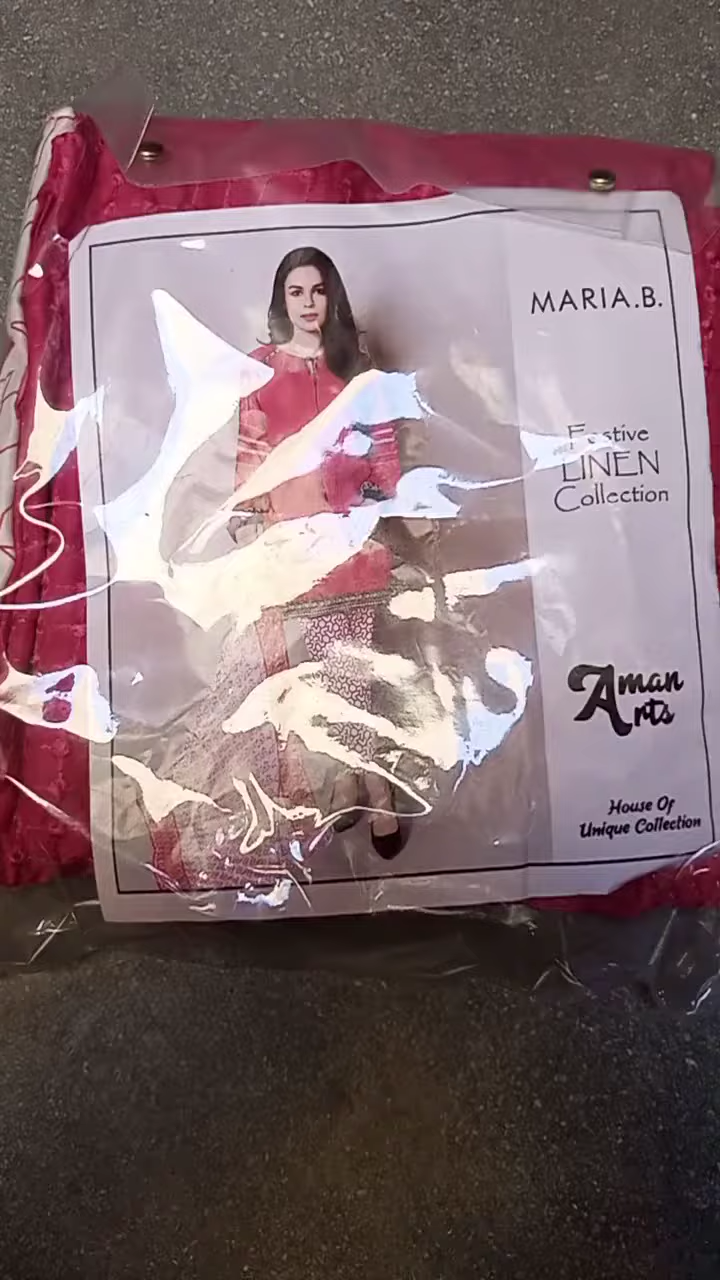 MARIA.B.
Festive
LINEN
Collection
Aman
Arts
House Of
Unique Collection